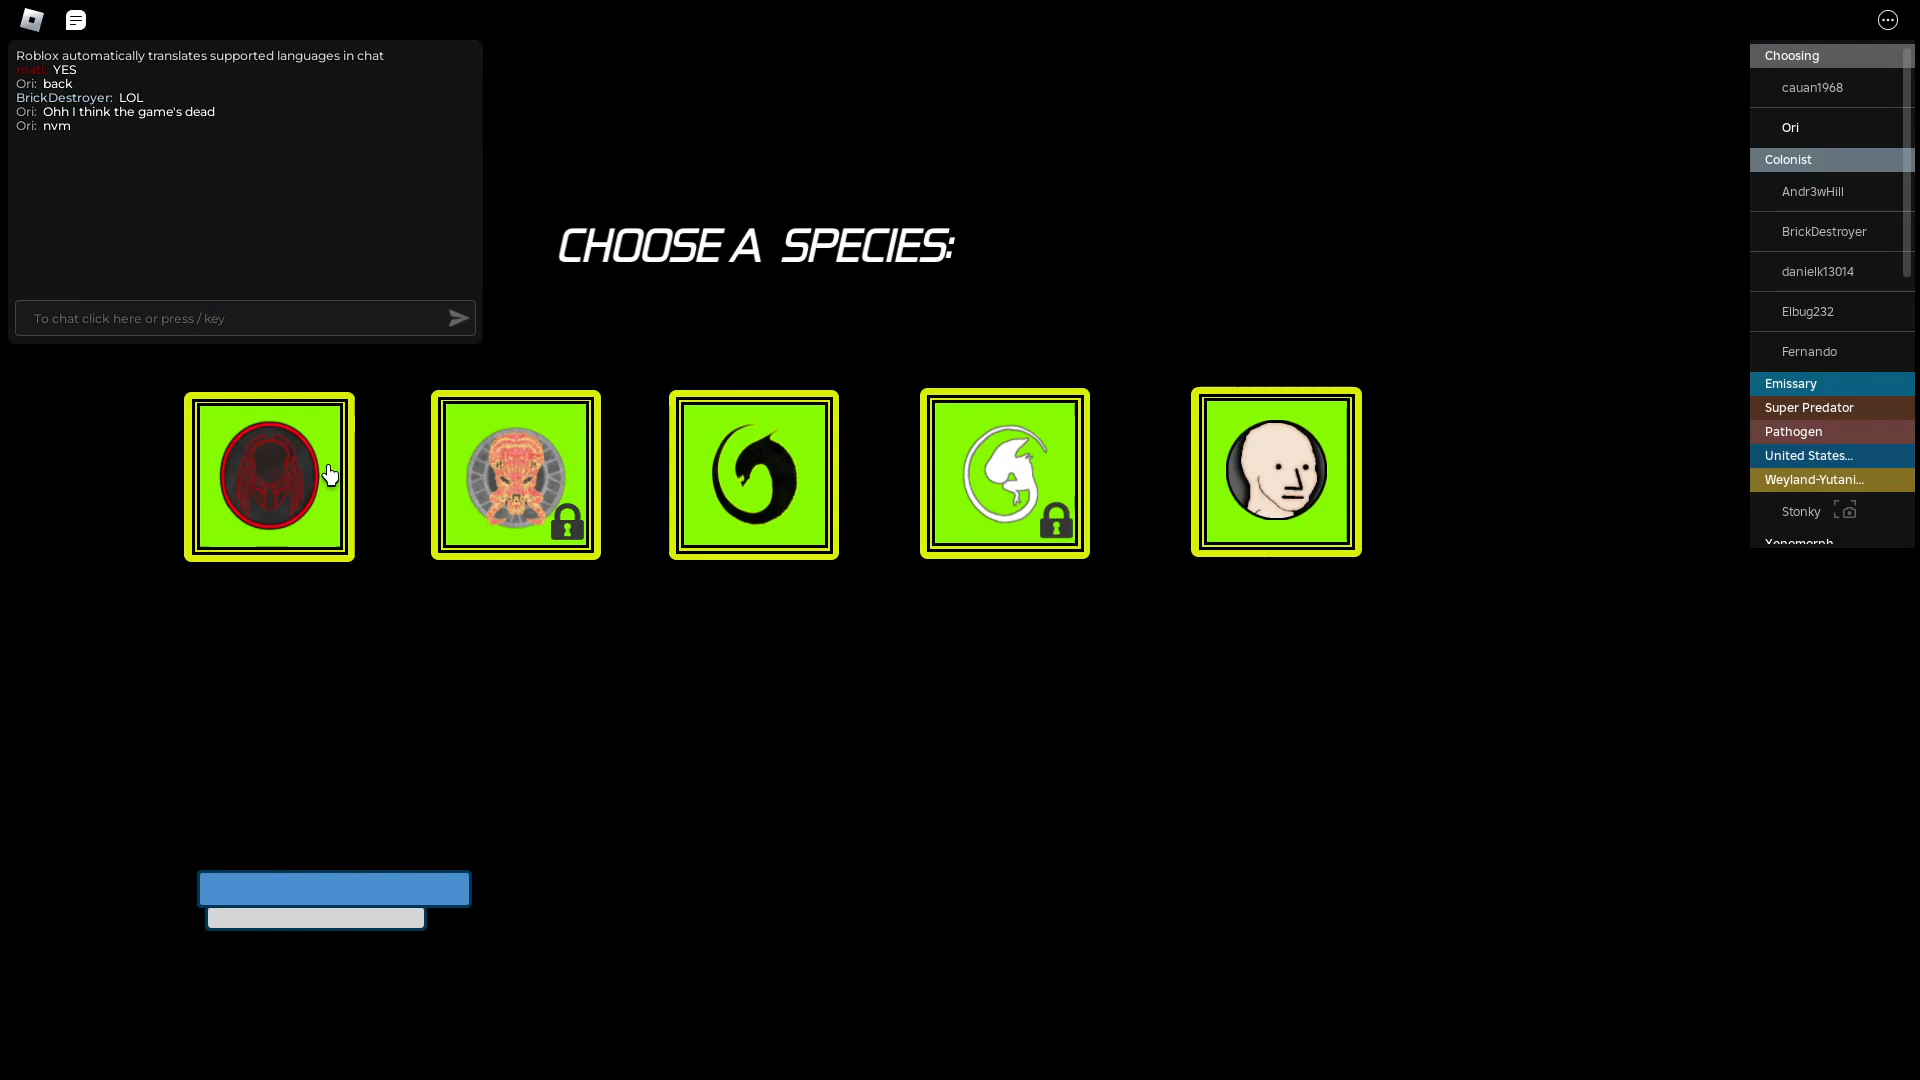 Roblox automatically translates supported languages in chat
mati: YES
Ori: back
BrickDestroyer: LOL
Ori: Ohh I think the game's dead
Ori: nvm
To chat click here or press / key
CHOOSE A SPECIES:
Choosing
cauan1968
Ori
Colonist
Andr3wHill
BrickDestroyer
danielk13014
Elbug232
Fernando
Emissary
Super Predator
Pathogen
United States...
Weyland-Yutani...
Stonky
Xenomorph